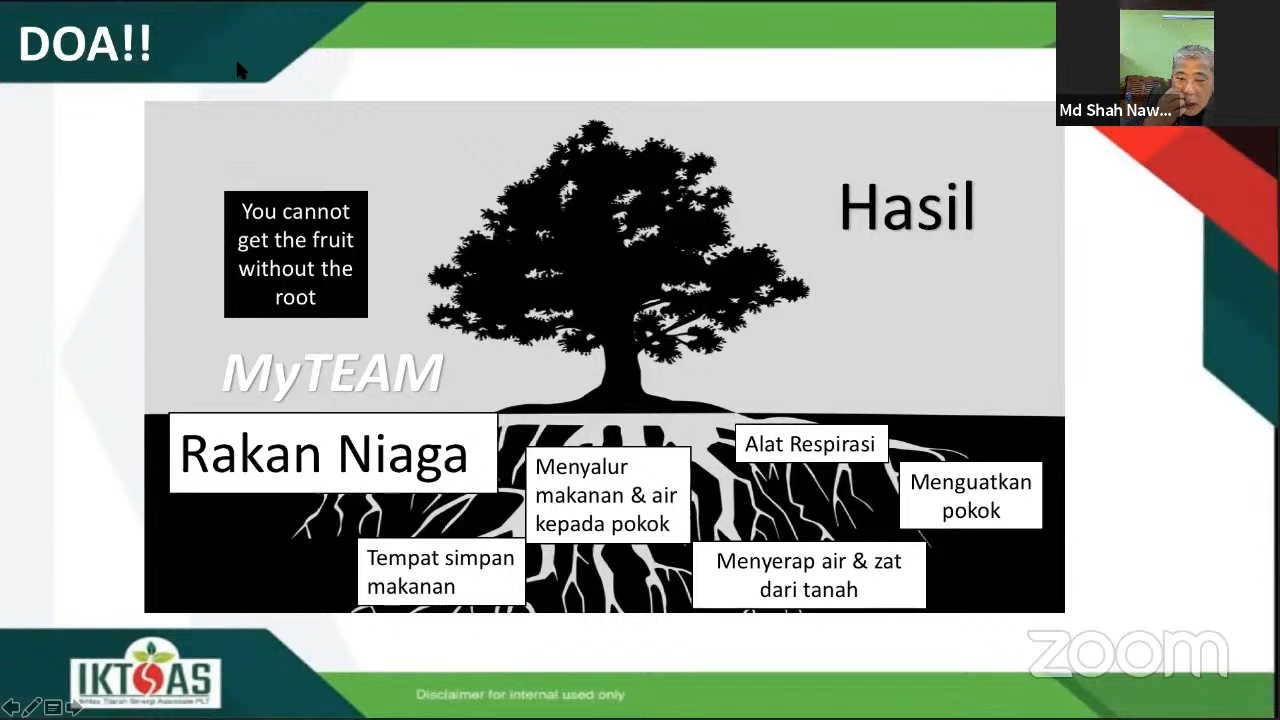 DOA!!
Md Shah Naw...
You cannot
get the fruit
without the
root
Hasil
MyTEAM
Rakan Niaga
Menyalur
makanan & air
kepada pokok
Alat Respirasi
Menguatkan
pokok
Tempat simpan
makanan
Menyerap air & zat
dari tanah
zoom
IKTSAS
Disclaimer for internal used only